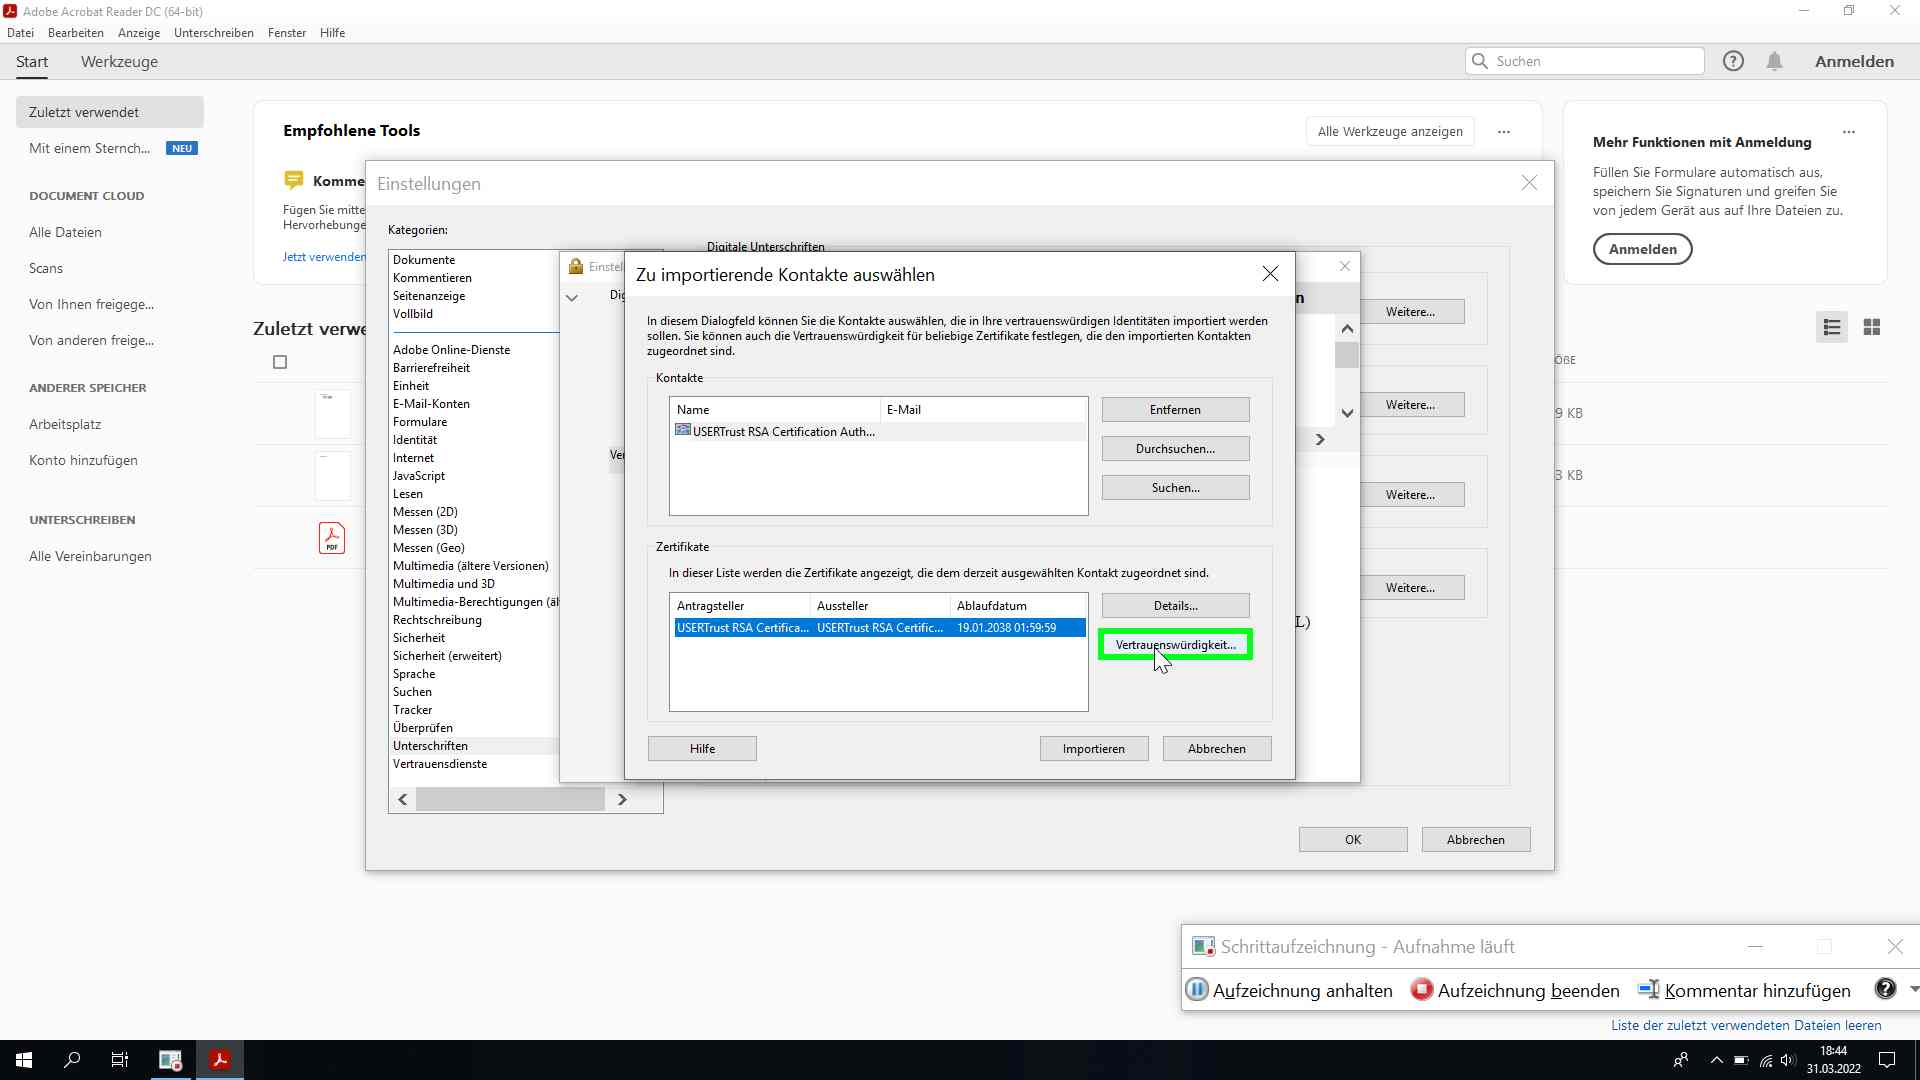 Adobe Acrobat Reader DC (64-bit)
Datei Bearbeiten Anzeige Unterschreiben Fenster Hilfe
Start Werkzeuge
Suchen
Anmelden
Zuletzt verwendet
Mit einem Sternch... NEU
DOCUMENT CLOUD
Alle Dateien
Scans
Von Ihnen freigege...
Von anderen freige...
ANDERER SPEICHER
Arbeitsplatz
Konto hinzufügen
UNTERSCHREIBEN
Alle Vereinbarungen
Empfohlene Tools
Alle Werkzeuge anzeigen
Komme
Fügen Sie mitte
Hervorhebunge
Jetzt verwenden
Zuletzt verwe
PDF
Mehr Funktionen mit Anmeldung
Füllen Sie Formulare automatisch aus,
speichern Sie Signaturen und greifen Sie
von jedem Gerät aus auf Ihre Dateien zu.
Anmelden
ÖßE
9 KB
3 KB
Einstellungen
Kategorien:
Dokumente
Kommentieren
Seitenanzeige
Vollbild
Adobe Online-Dienste
Barrierefreiheit
Einheit
E-Mail-Konten
Formulare
Identität
Internet
JavaScript
Lesen
Messen (2D)
Messen (3D)
Messen (Geo)
Multimedia (ältere Versionen)
Multimedia und 3D
Multimedia-Berechtigungen (äl
Rechtschreibung
Sicherheit
Sicherheit (erweitert)
Sprache
Suchen
Tracker
Überprüfen
Unterschriften
Vertrauensdienste
Digitale Unterschriften
Weitere...
Weitere...
Weitere...
Weitere...
OK Abbrechen
Einstel
Dig
Ver
n
L)
Zu importierende Kontakte auswählen
In diesem Dialogfeld können Sie die Kontakte auswählen, die in Ihre vertrauenswürdigen Identitäten importiert werden
sollen. Sie können auch die Vertrauenswürdigkeit für beliebige Zertifikate festlegen, die den importierten Kontakten
zugeordnet sind.
Kontakte
Name E-Mail
USERTrust RSA Certification Auth...
Entfernen
Durchsuchen...
Suchen...
Zertifikate
In dieser Liste werden die Zertifikate angezeigt, die dem derzeit ausgewählten Kontakt zugeordnet sind.
Antragsteller Aussteller Ablaufdatum
USERTrust RSA Certifica... USERTrust RSA Certific... 19.01.2038 01:59:59
Details...
Vertrauenswürdigkeit...
Hilfe Importieren Abbrechen
Schrittaufzeichnung - Aufnahme läuft
Aufzeichnung anhalten Aufzeichnung beenden Kommentar hinzufügen
Liste der zuletzt verwendeten Dateien leeren
18:44
31.03.2022